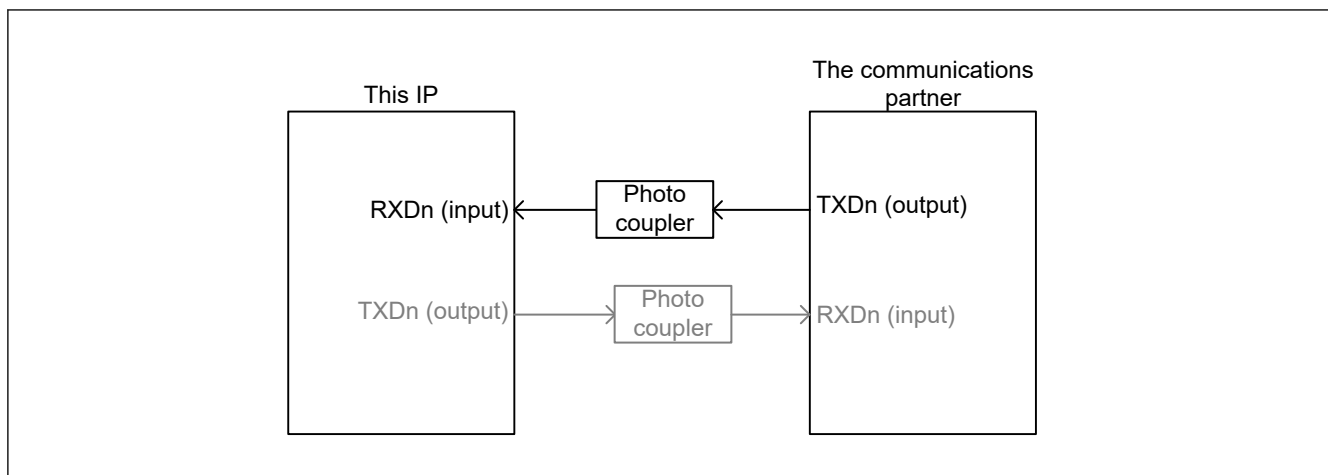 The communications
partner
This IP
Photo
coupler
RXDn (input)
TXDn (output)
Photo
coupler
TXDn (output)
RXDn (input)